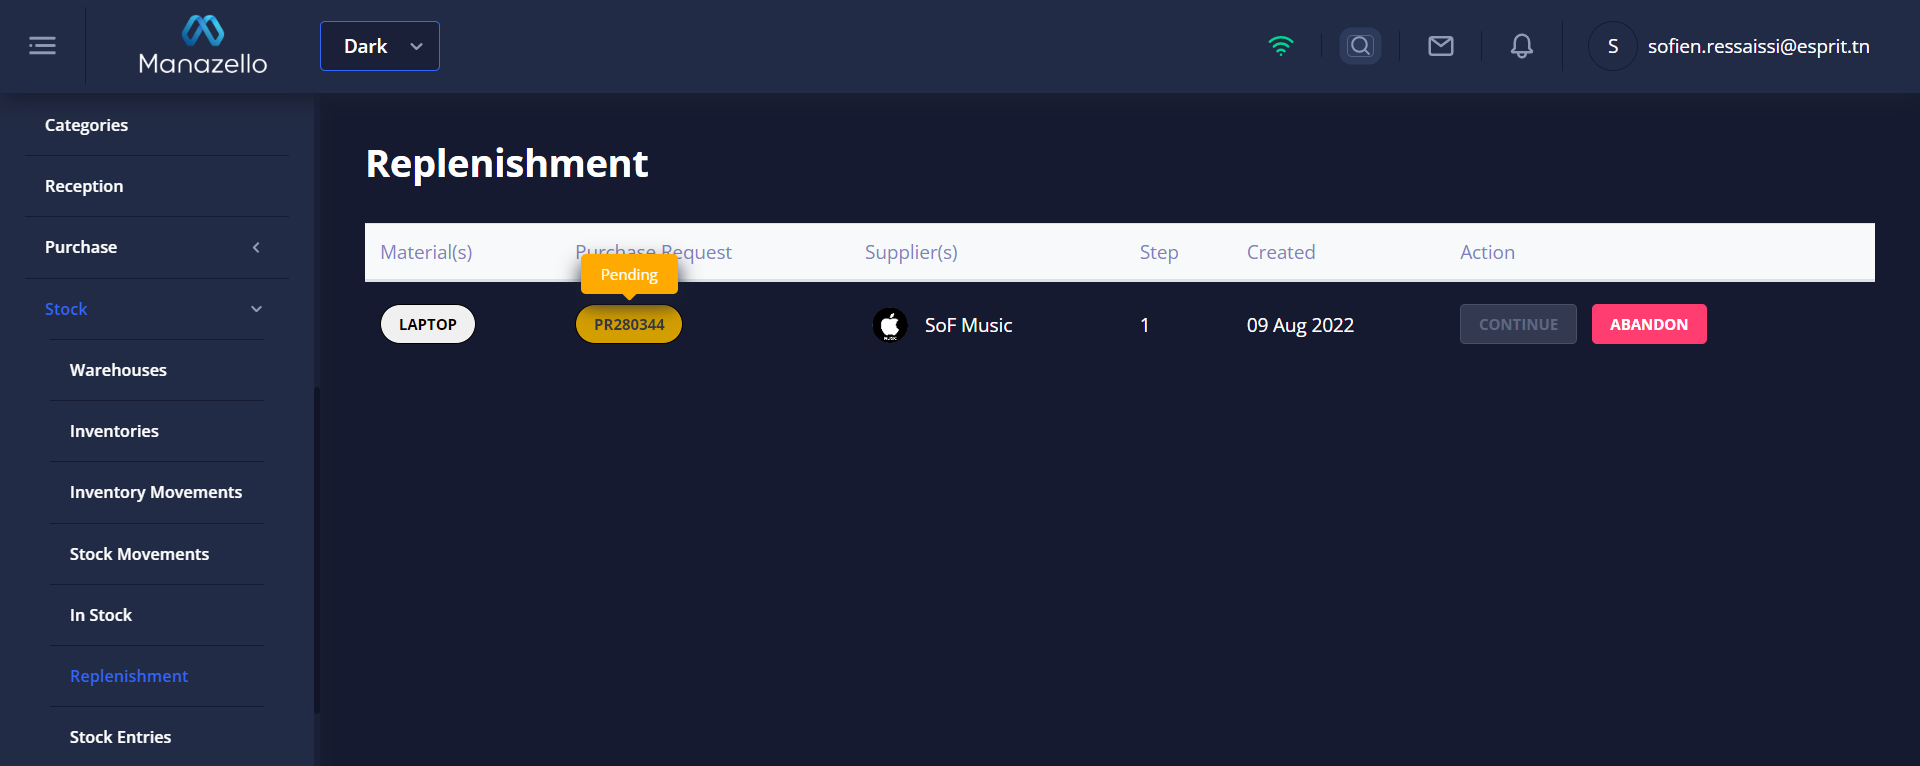 Manazello
Dark
S
sofien.ressaissi@esprit.tn
Categories
Reception
Purchase
Stock
Warehouses
Inventories
Inventory Movements
Stock Movements
In Stock
Replenishment
Stock Entries
Replenishment
Material(s) Purchase Request Supplier(s) Step Created Action
Pending
LAPTOP PR280344 MUSIC SoF Music 1 09 Aug 2022 CONTINUE ABANDON